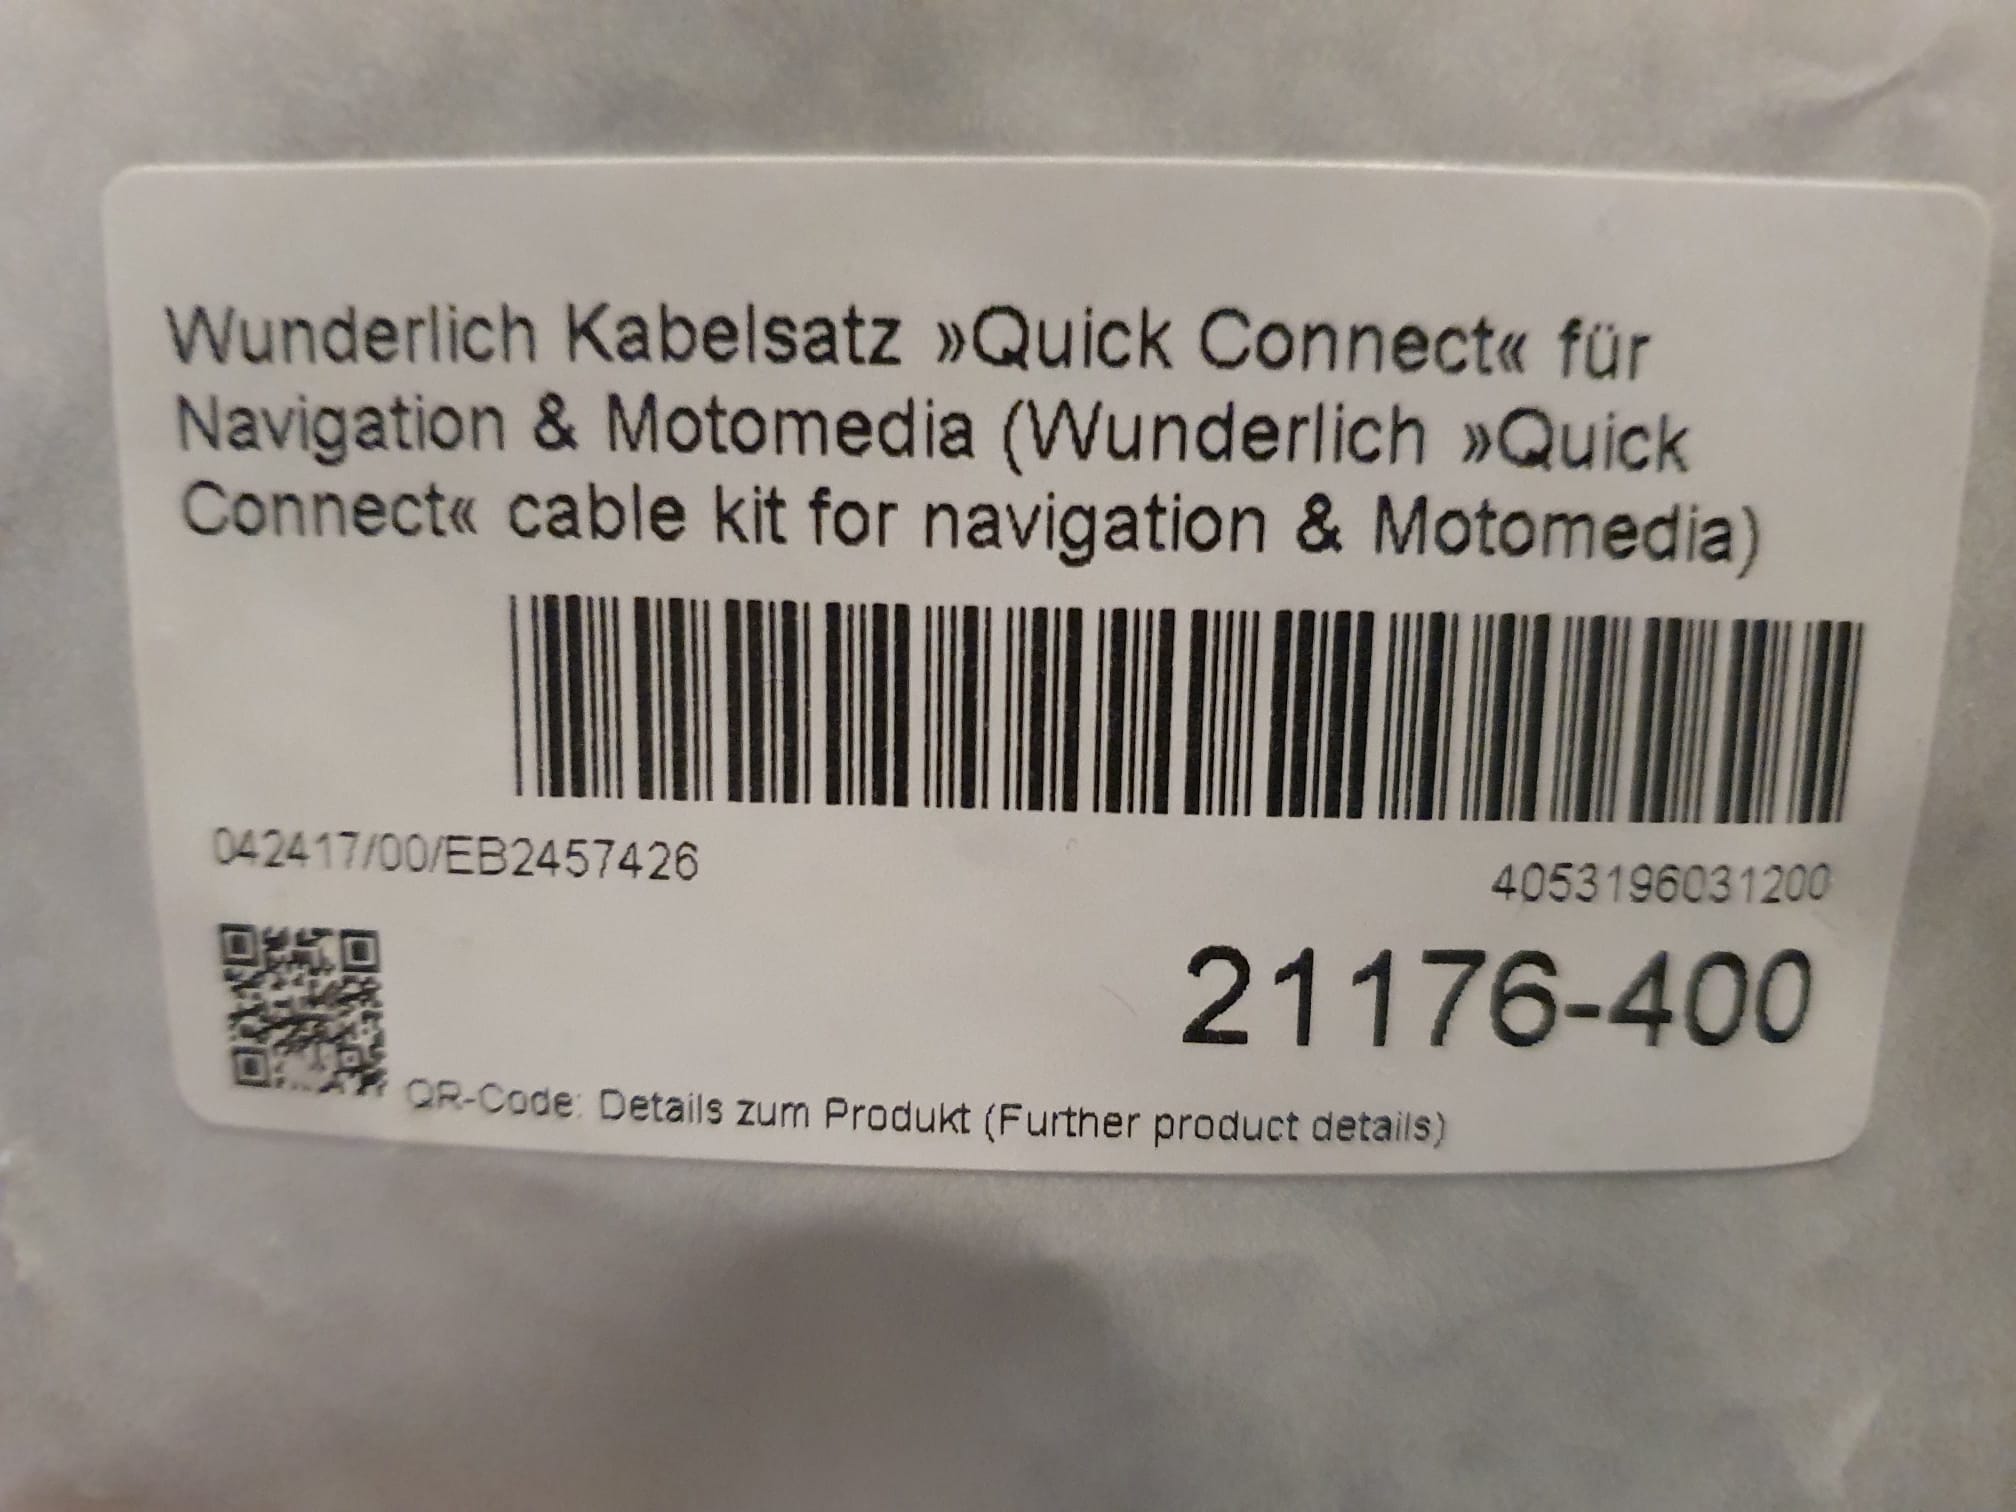 Wunderlich Kabelsatz »Quick Connect« für
Navigation & Motomedia (Wunderlich »Quick
Connect« cable kit for navigation & Motomedia)
042417/00/EB2457426
4053196031200
21176-400
QR-Code: Details zum Produkt (Further product details)